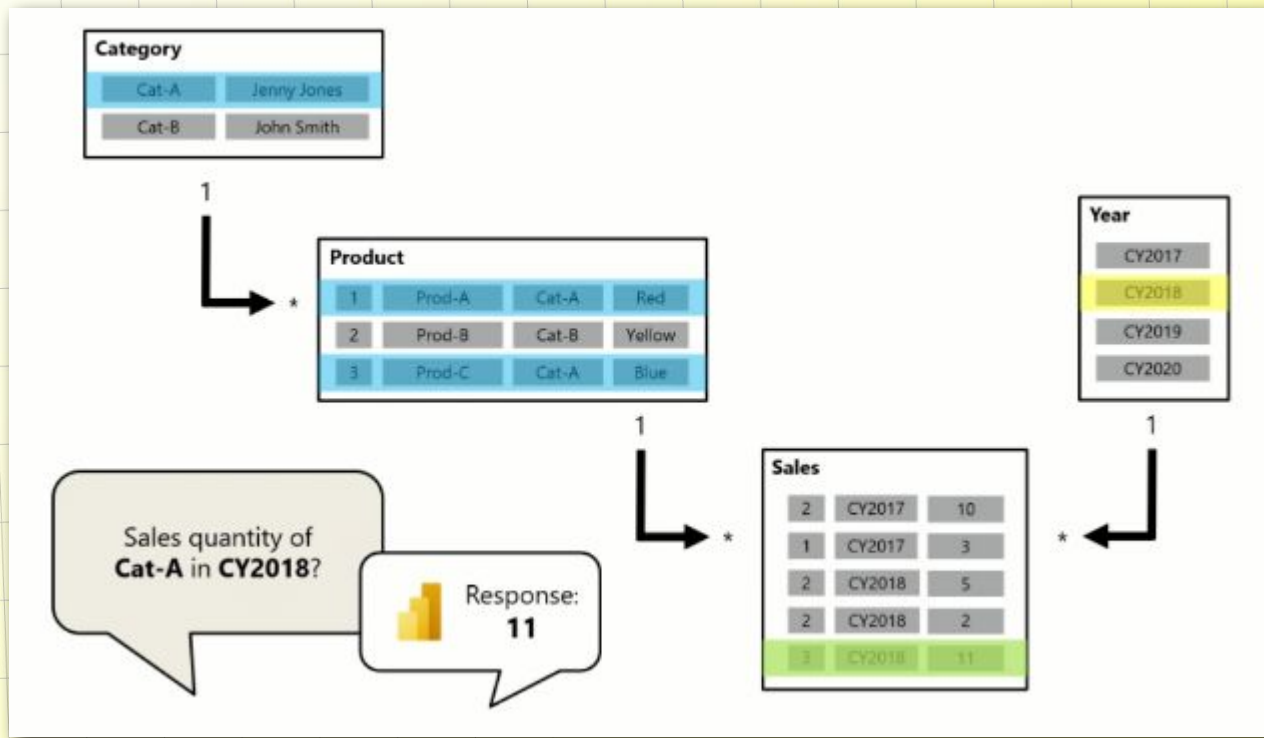 Category
Cat-A Jenny Jones
Cat-B John Smith
1
*
Product
1 Prod-A Cat-A Red
2 Prod-B Cat-B Yellow
3 Prod-C Cat-A Blue
1
*
Year
CY2017
CY2018
CY2019
CY2020
1
*
Sales
2 CY2017 10
1 CY2017 3
2 CY2018 5
2 CY2018 2
3 CY2018 11
Sales quantity of
Cat-A in CY2018?
Response:
11